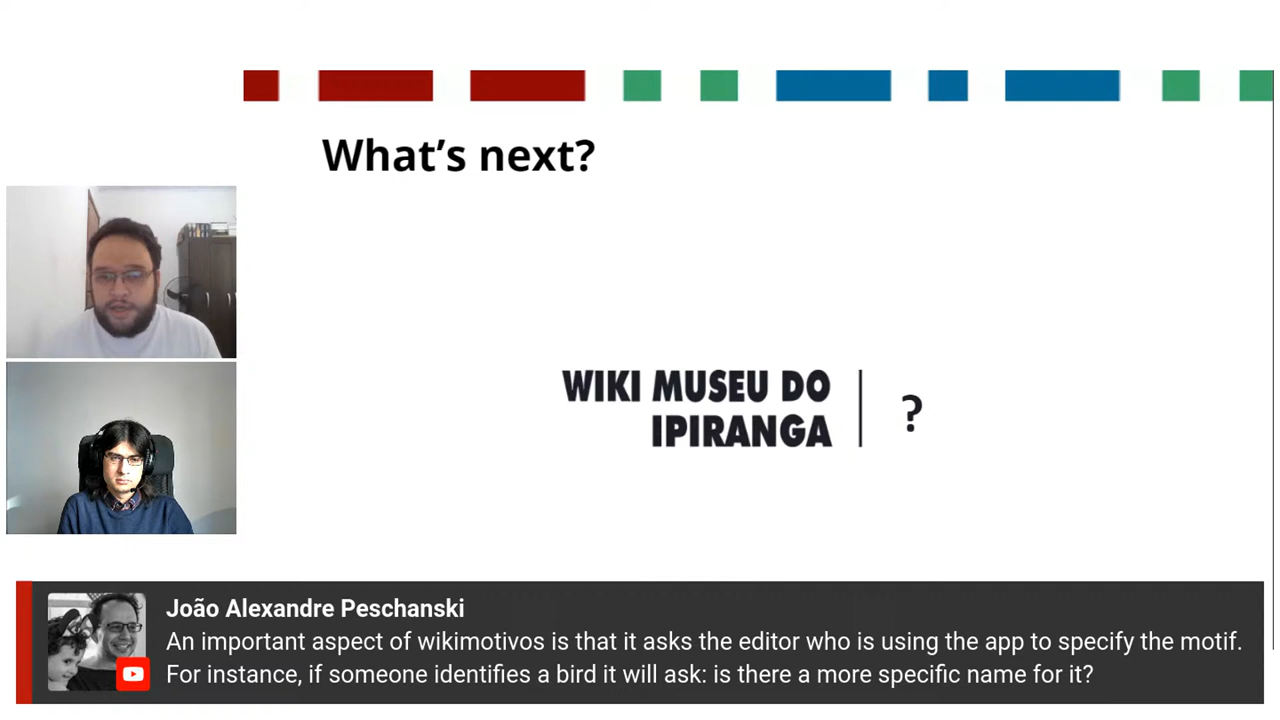 What's next?
WIKI MUSEU DO
IPIRANGA
?
João Alexandre Peschanski
An important aspect of wikimotivos is that it asks the editor who is using the app to specify the motif.
For instance, if someone identifies a bird it will ask: is there a more specific name for it?